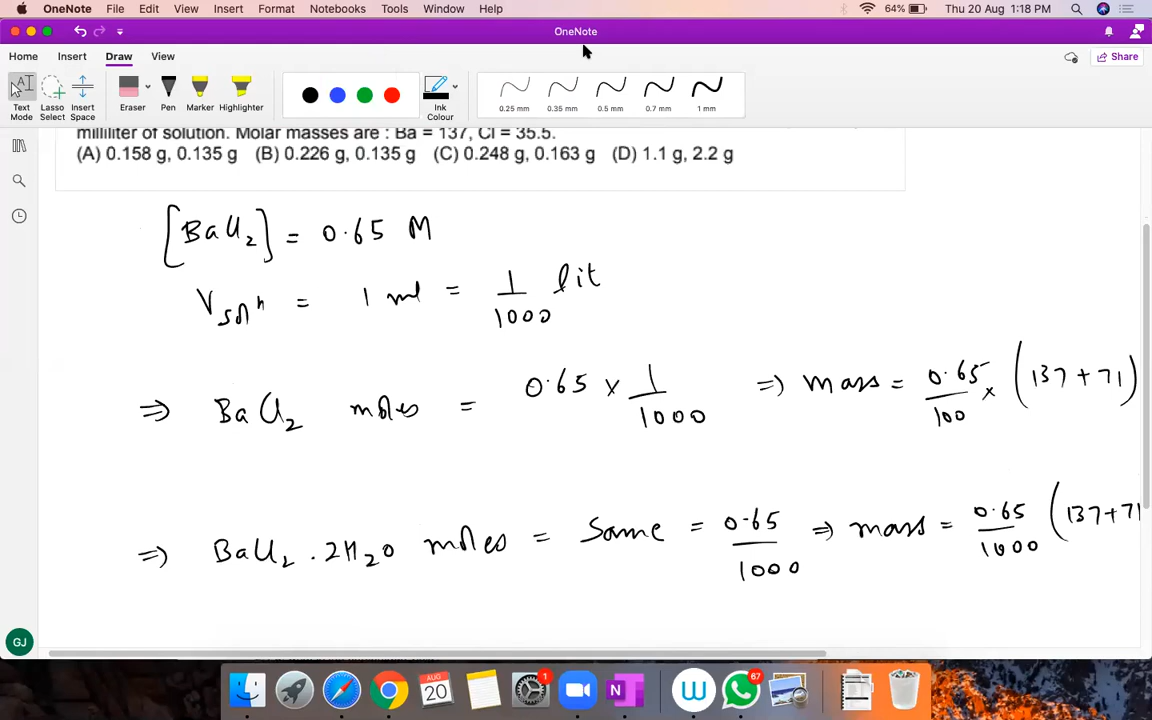 OneNote File Edit View Insert Format Notebooks Tools Window Help 64% Thu 20 Aug 1:18 PM
OneNote
Home Insert Draw View Share
Text Mode Lasso Select Insert Space Eraser Pen Marker Highlighter Ink Colour 0.25 mm 0.35 mm 0.5 mm 0.7 mm 1 mm
milliliter of solution. Molar masses are : Ba = 137, Cl = 35.5.
(A) 0.158 g, 0.135 g (B) 0.226 g, 0.135 g (C) 0.248 g, 0.163 g (D) 1.1 g, 2.2 g
[BaCl2] = 0.65 M
Vsoln = 1 ml = 1/1000 lit
⇒ BaCl2 moles = 0.65 × 1/1000 ⇒ mass = 0.65/100 × (137 + 71)
⇒ BaCl2 . 2H2O moles = Same = 0.65/1000 ⇒ mass = 0.65/1000 (137+71
GJ
AUG 20 1 N W 67